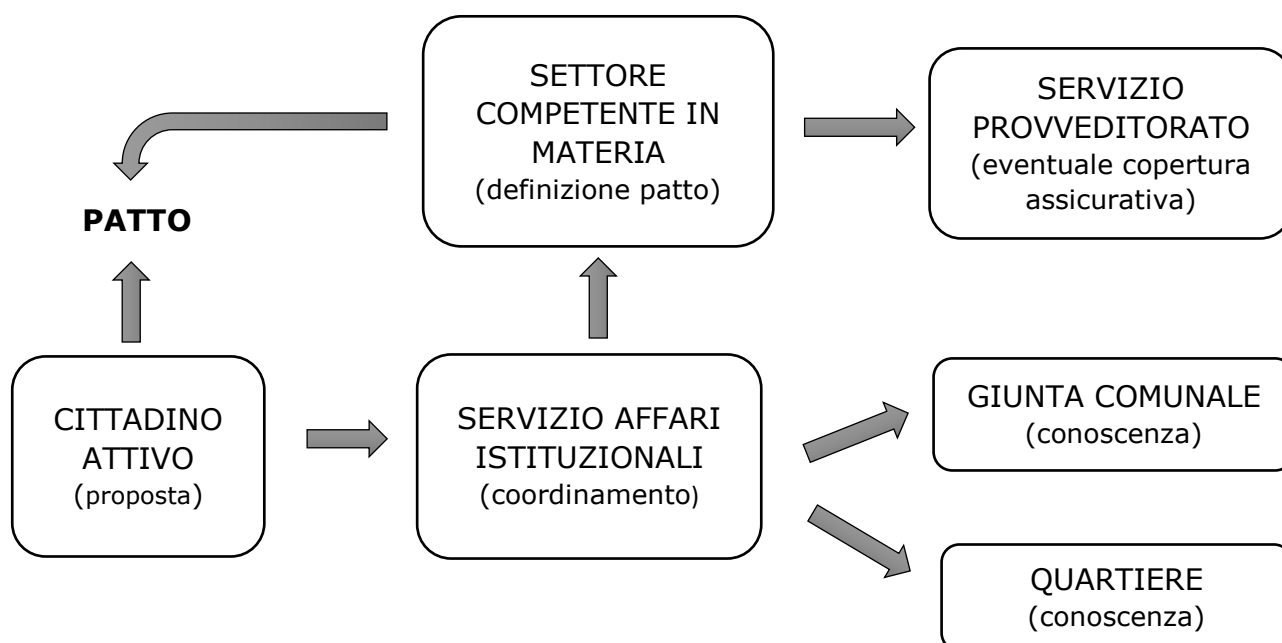 SETTORE
COMPETENTE IN
MATERIA
(definizione patto)
SERVIZIO
PROVVEDITORATO
(eventuale copertura
assicurativa)
PATTO
CITTADINO
ATTIVO
(proposta)
SERVIZIO AFFARI
ISTITUZIONALI
(coordinamento)
GIUNTA COMUNALE
(conoscenza)
QUARTIERE
(conoscenza)